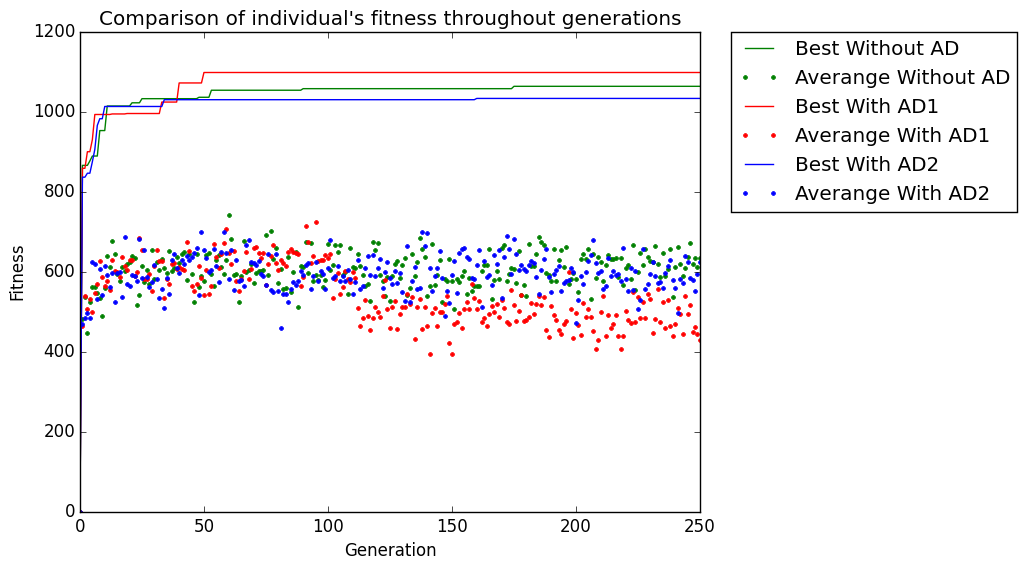 Comparison of individual's fitness throughout generations
1200
1000
800
600
400
200
0
Fitness
0 50 100 150 200 250
Generation
Best Without AD
Averange Without AD
Best With AD1
Averange With AD1
Best With AD2
Averange With AD2